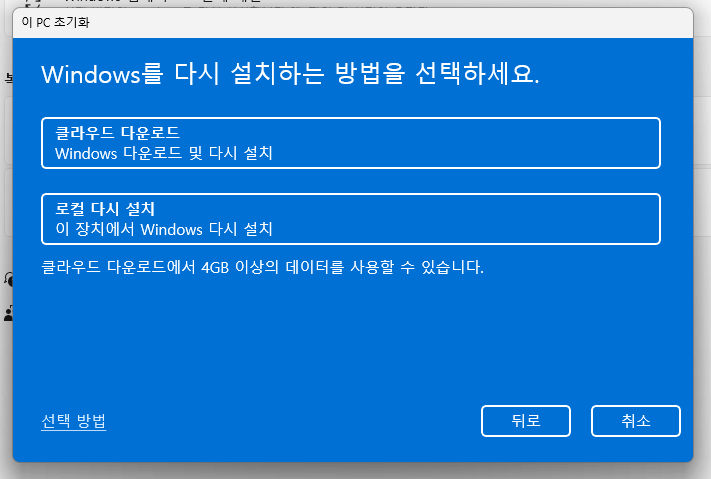 이 PC 초기화
Windows를 다시 설치하는 방법을 선택하세요.
클라우드 다운로드
Windows 다운로드 및 다시 설치
로컬 다시 설치
이 장치에서 Windows 다시 설치
클라우드 다운로드에서 4GB 이상의 데이터를 사용할 수 있습니다.
선택 방법
뒤로
취소